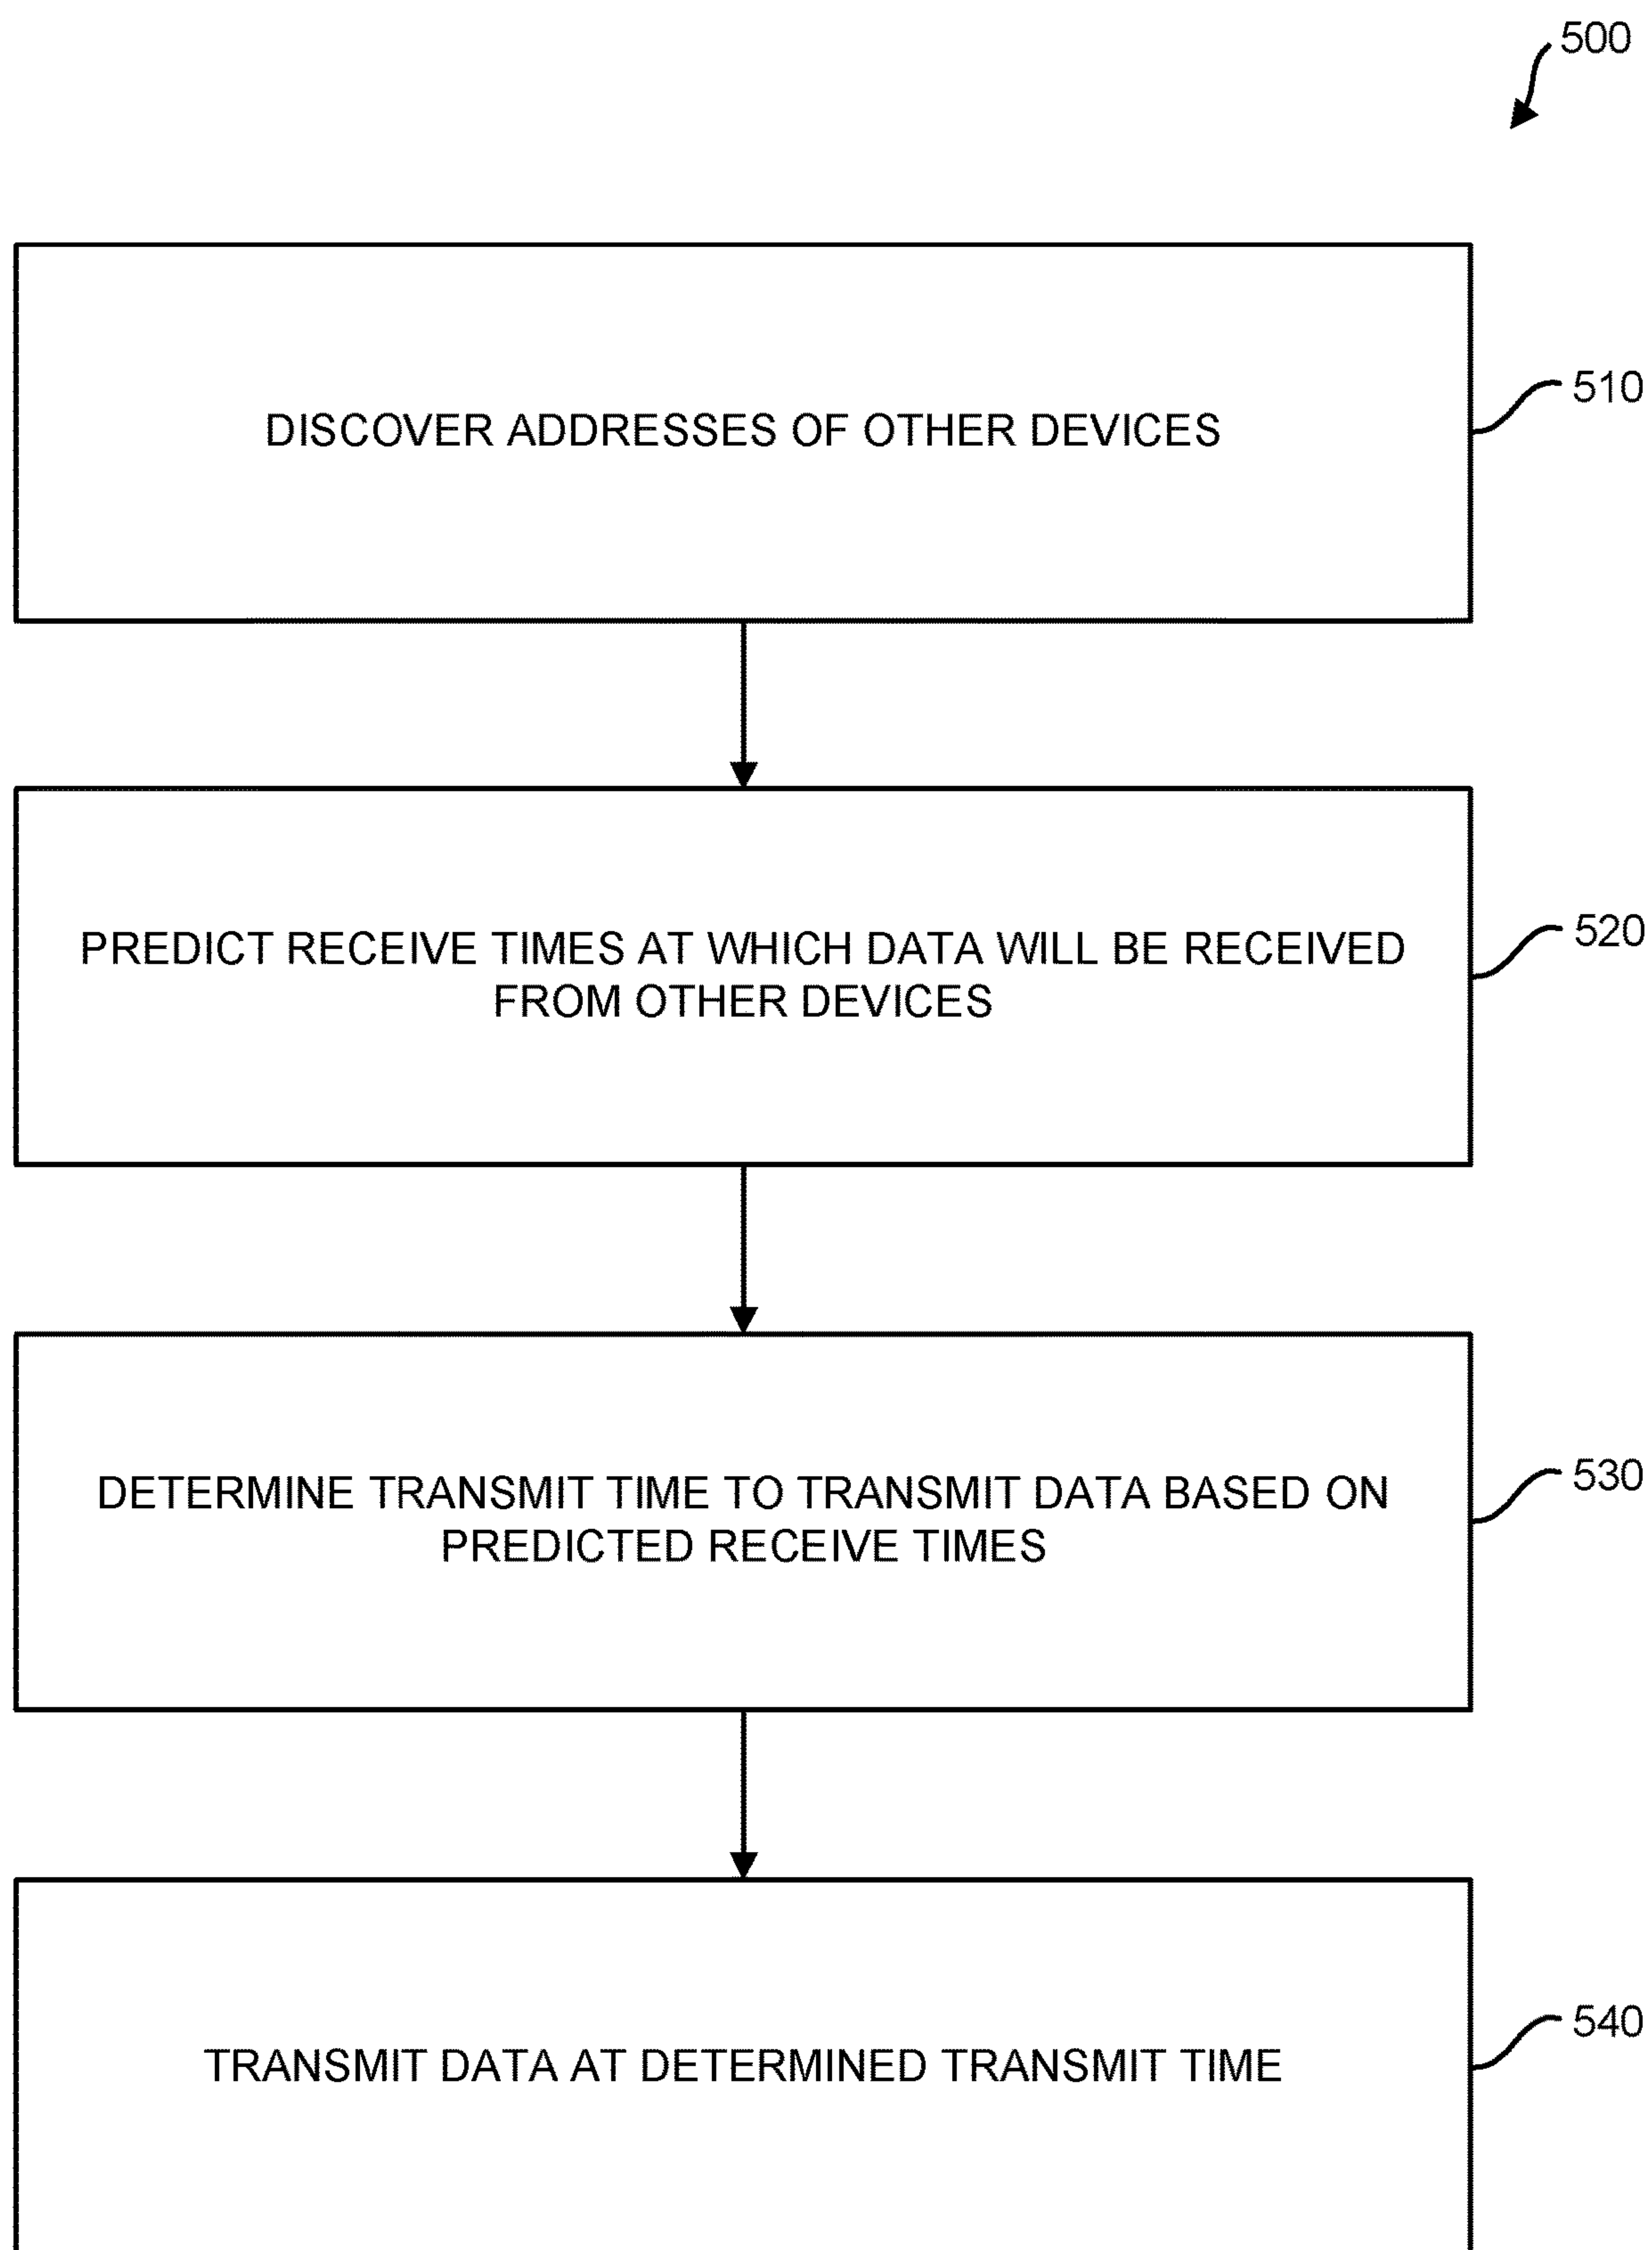 500
DISCOVER ADDRESSES OF OTHER DEVICES
510
PREDICT RECEIVE TIMES AT WHICH DATA WILL BE RECEIVED
FROM OTHER DEVICES
520
DETERMINE TRANSMIT TIME TO TRANSMIT DATA BASED ON
PREDICTED RECEIVE TIMES
530
TRANSMIT DATA AT DETERMINED TRANSMIT TIME
540